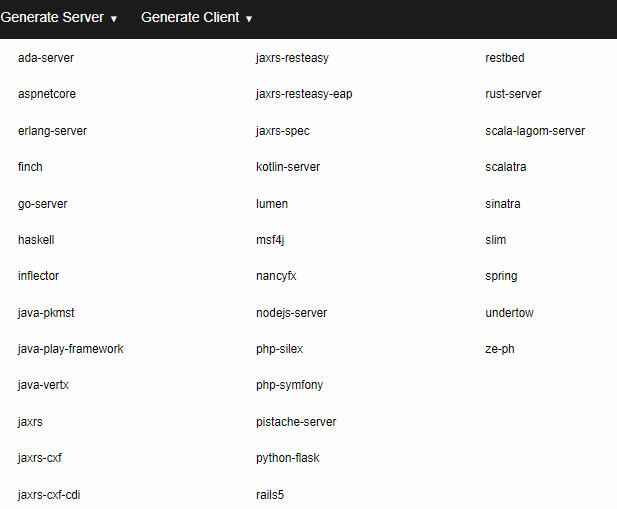 Generate Server ▼ Generate Client ▼
ada-server
aspnetcore
erlang-server
finch
go-server
haskell
inflector
java-pkmst
java-play-framework
java-vertx
jaxrs
jaxrs-cxf
jaxrs-cxf-cdi
jaxrs-resteasy
jaxrs-resteasy-eap
jaxrs-spec
kotlin-server
lumen
msf4j
nancyfx
nodejs-server
php-silex
php-symfony
pistache-server
python-flask
rails5
restbed
rust-server
scala-lagom-server
scalatra
sinatra
slim
spring
undertow
ze-ph